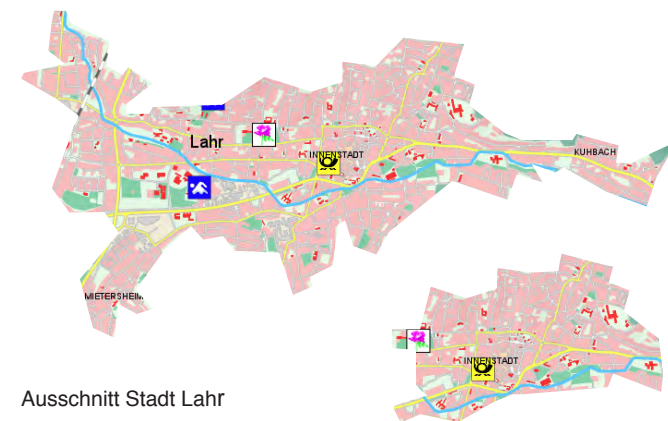 Lahr
INNENSTADT
KUHBACH
MIETERSHEIM
INNENSTADT
Ausschnitt Stadt Lahr